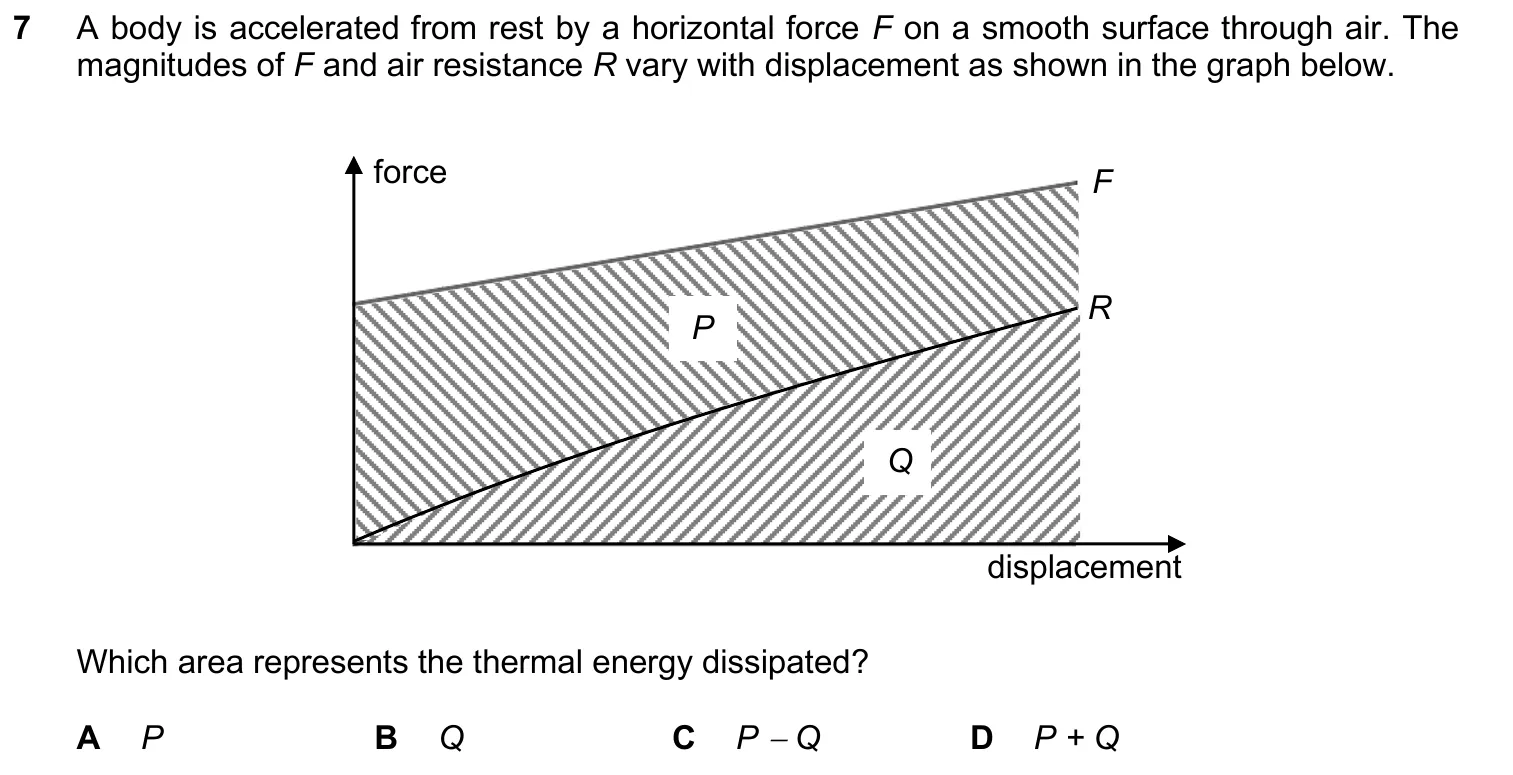 7 A body is accelerated from rest by a horizontal force F on a smooth surface through air. The
magnitudes of F and air resistance R vary with displacement as shown in the graph below.
force
F
R
P
Q
displacement
Which area represents the thermal energy dissipated?
A P B Q C P – Q D P + Q